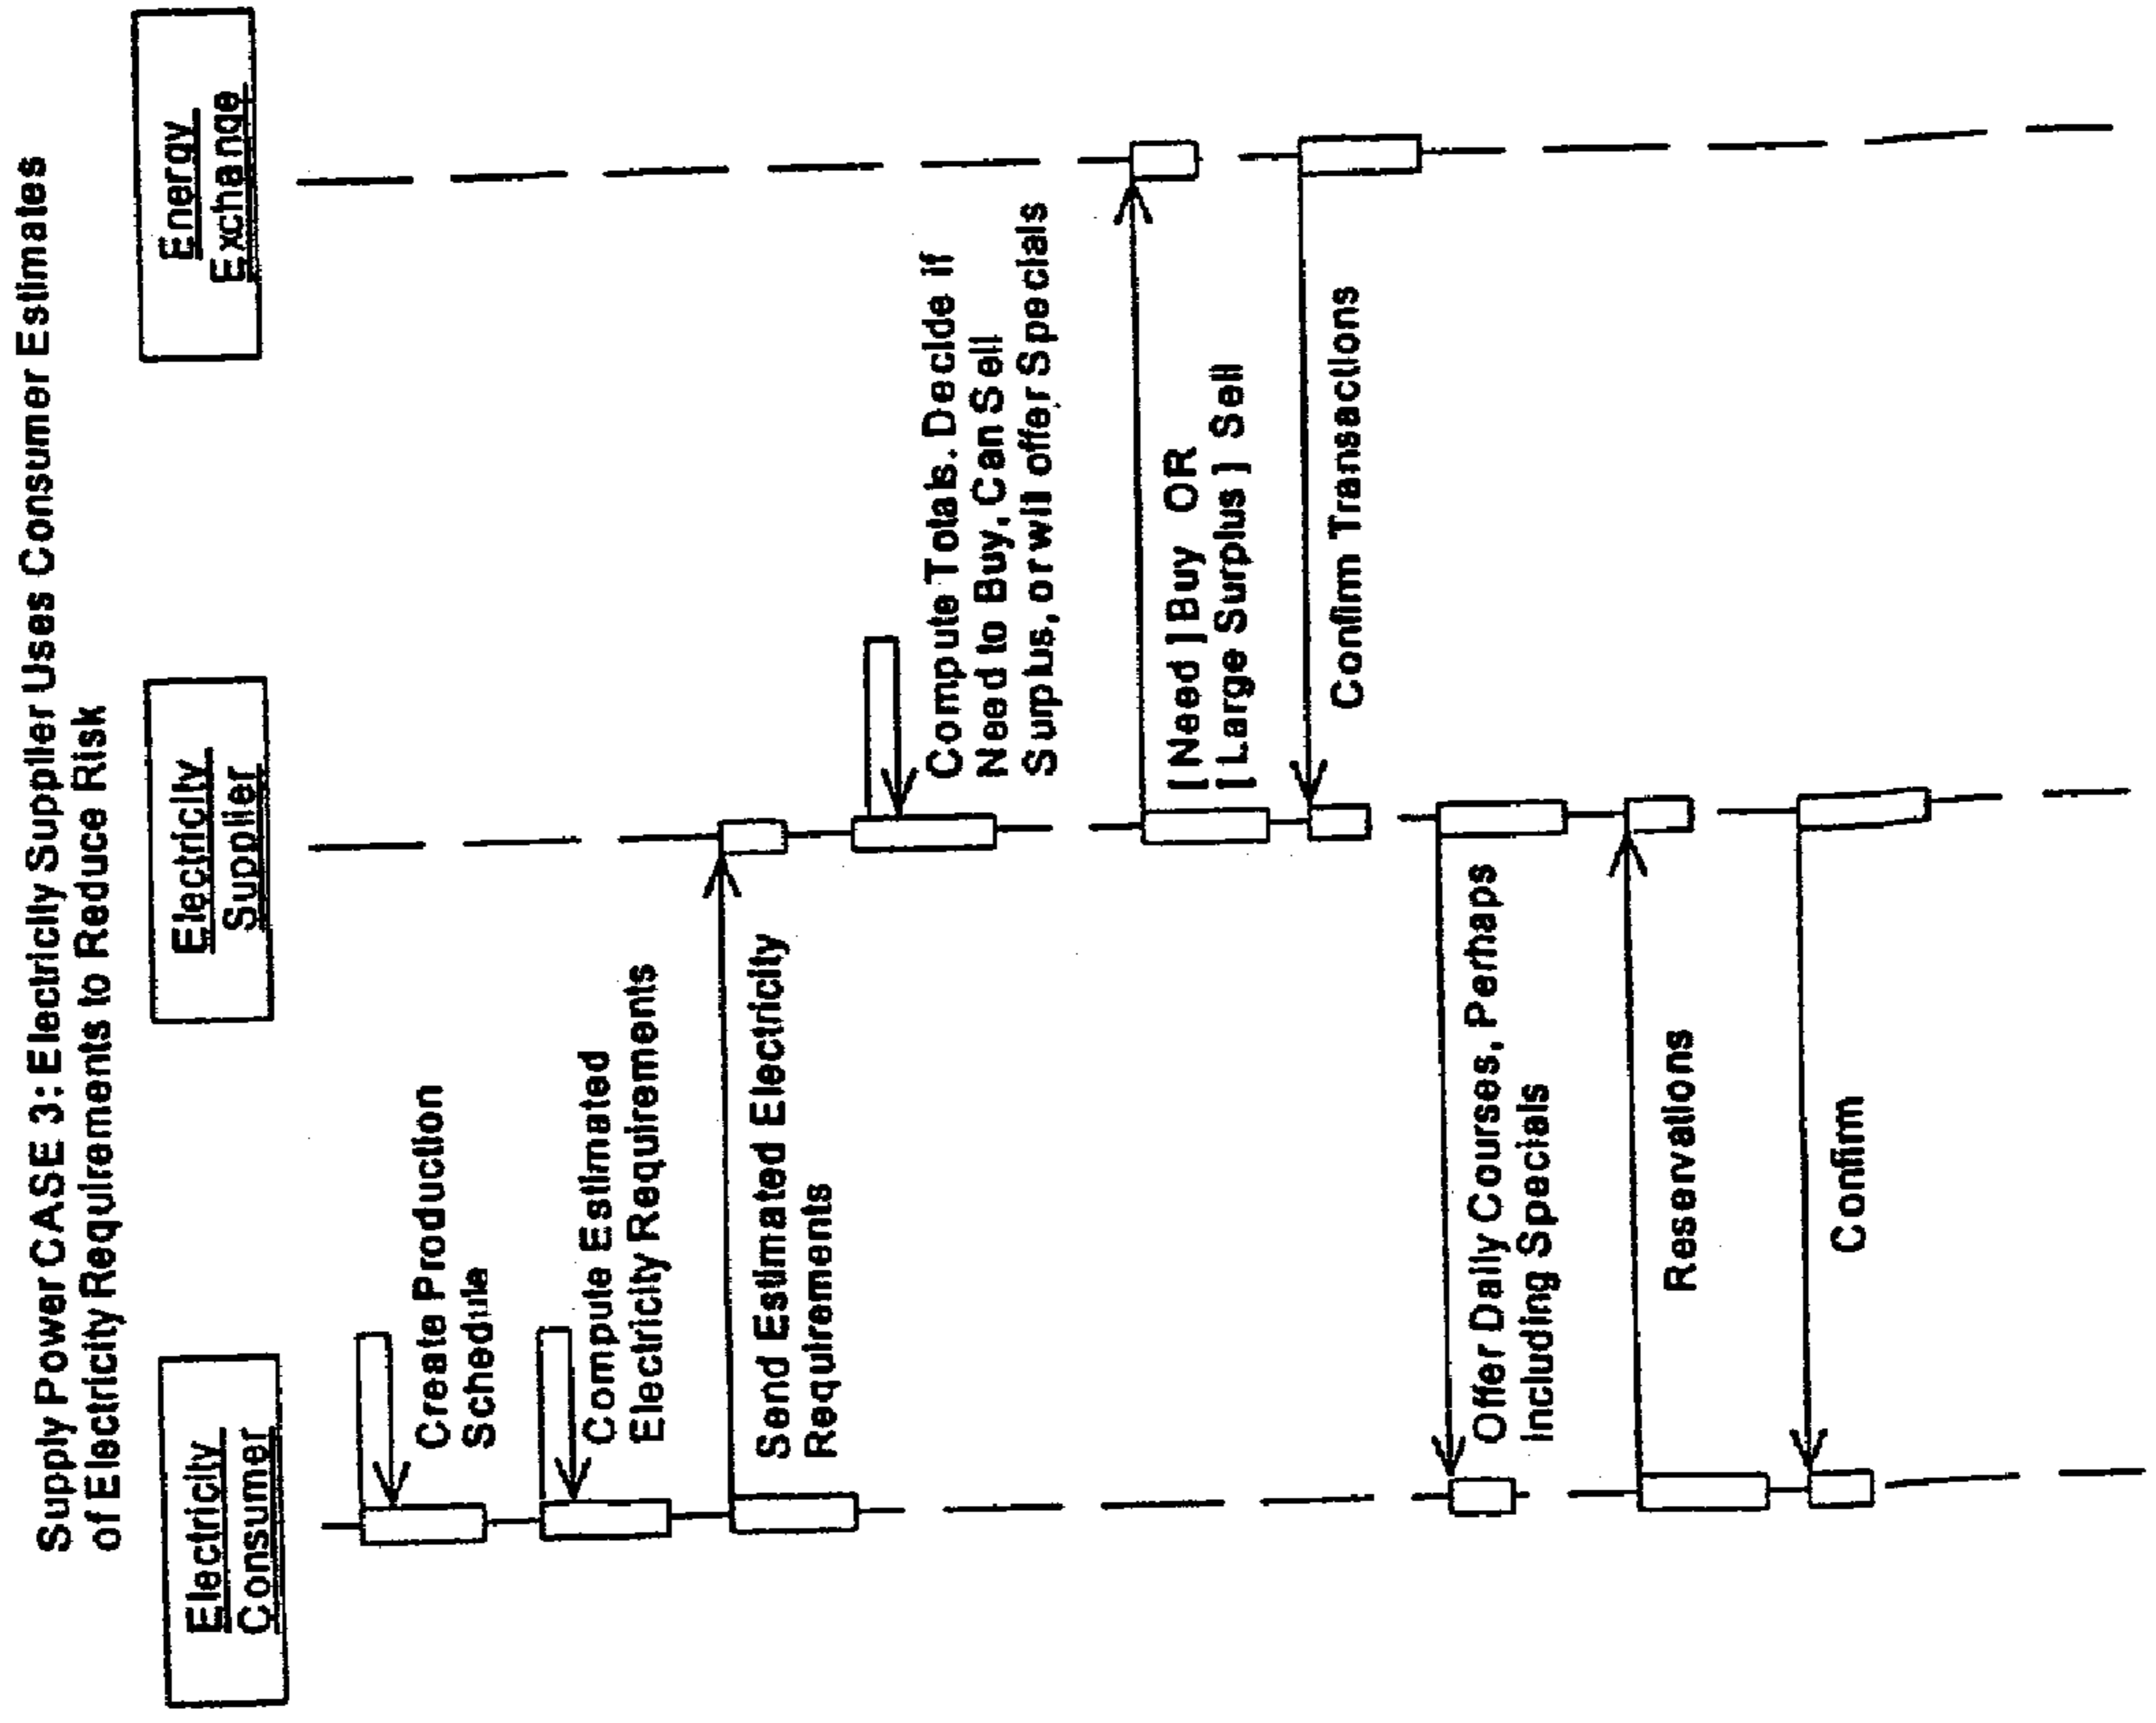 Supply Power CASE 3: Electricity Supplier Uses Consumer Estimates
of Electricity Requirements to Reduce Risk
Electricity
Consumer
Electricity
Supplier
Energy
Exchange
Create Production
Schedule
Compute Estimated
Electricity Requirements
Send Estimated Electricity
Requirements
Compute Totals. Decide if
Need to Buy, Can Sell
Surplus, or will offer Specials
[Need] Buy OR
[Large Surplus] Sell
Confirm Transactions
Offer Daily Courses, Perhaps
Including Specials
Reservations
Confirm